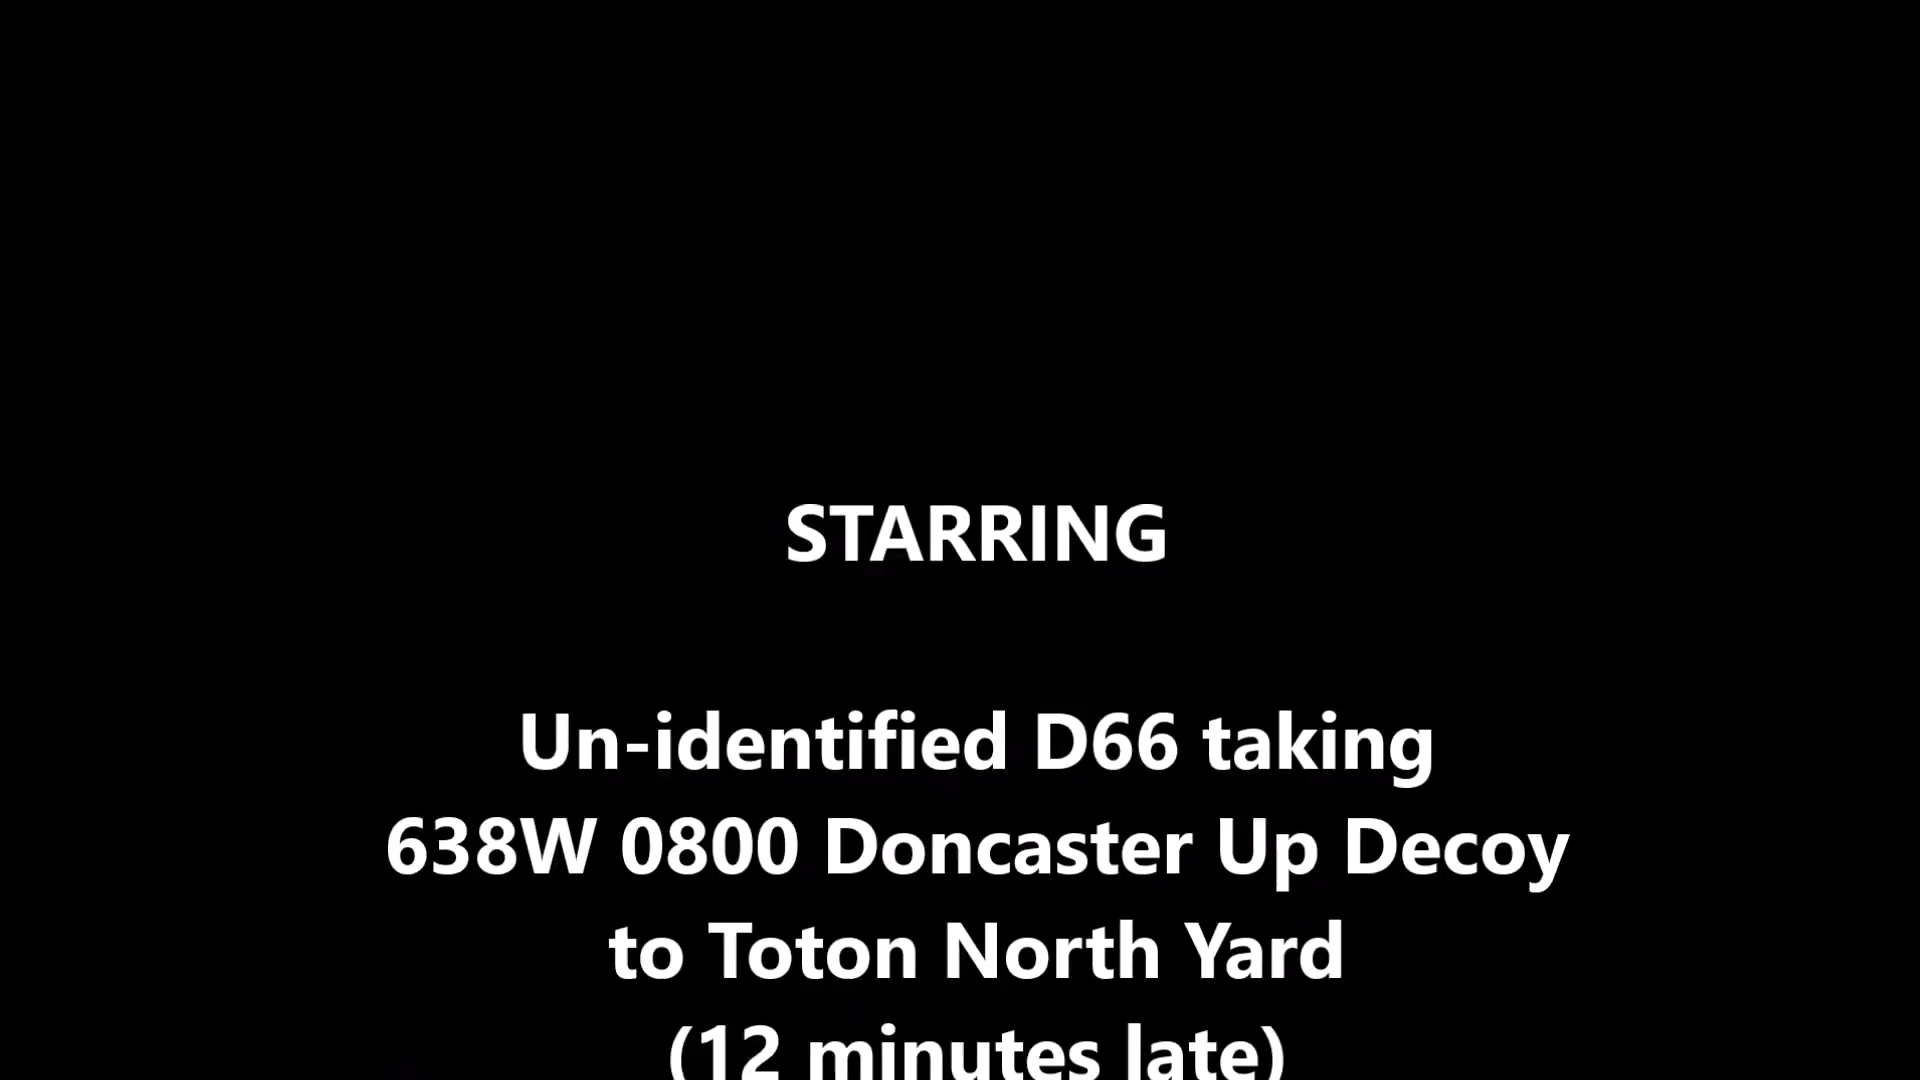 STARRING
Un-identified D66 taking
638W 0800 Doncaster Up Decoy
to Toton North Yard
(12 minutes late)